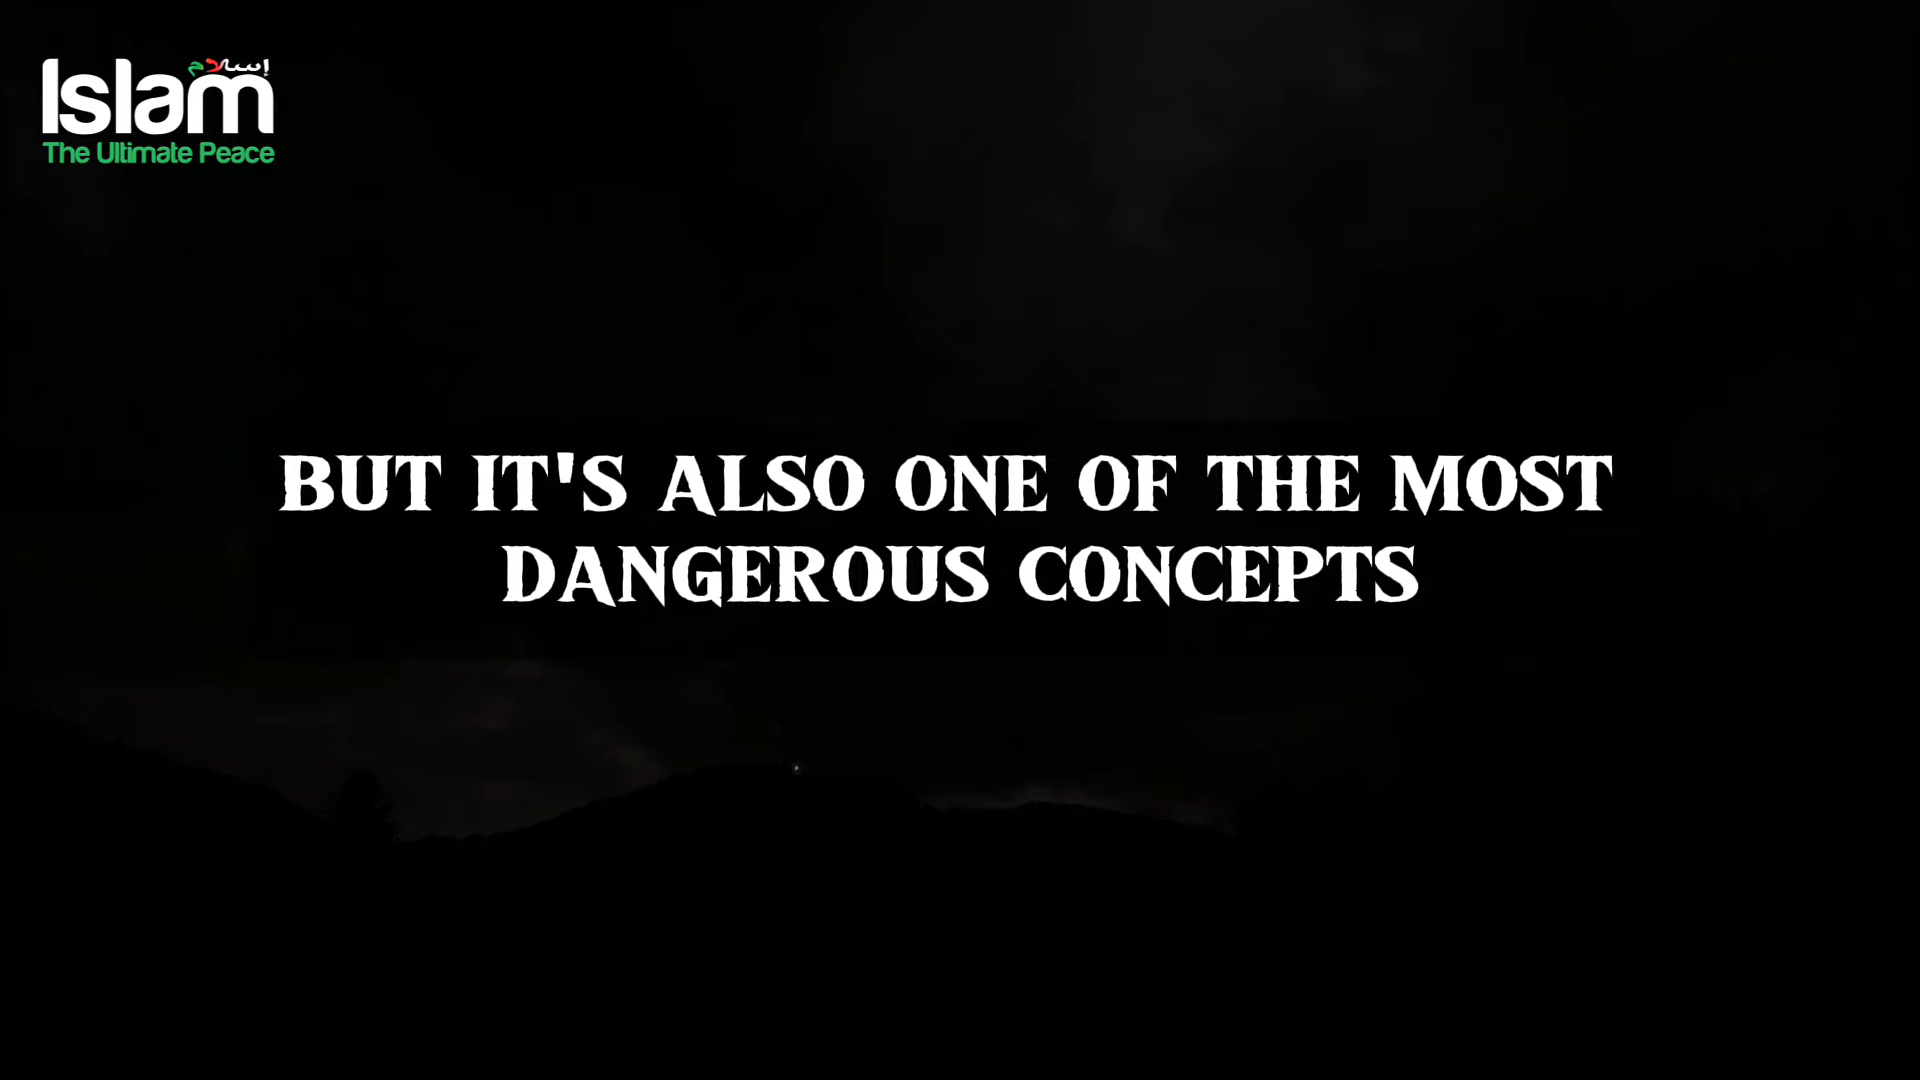 إسلام
Islam
The Ultimate Peace
BUT IT'S ALSO ONE OF THE MOST
DANGEROUS CONCEPTS